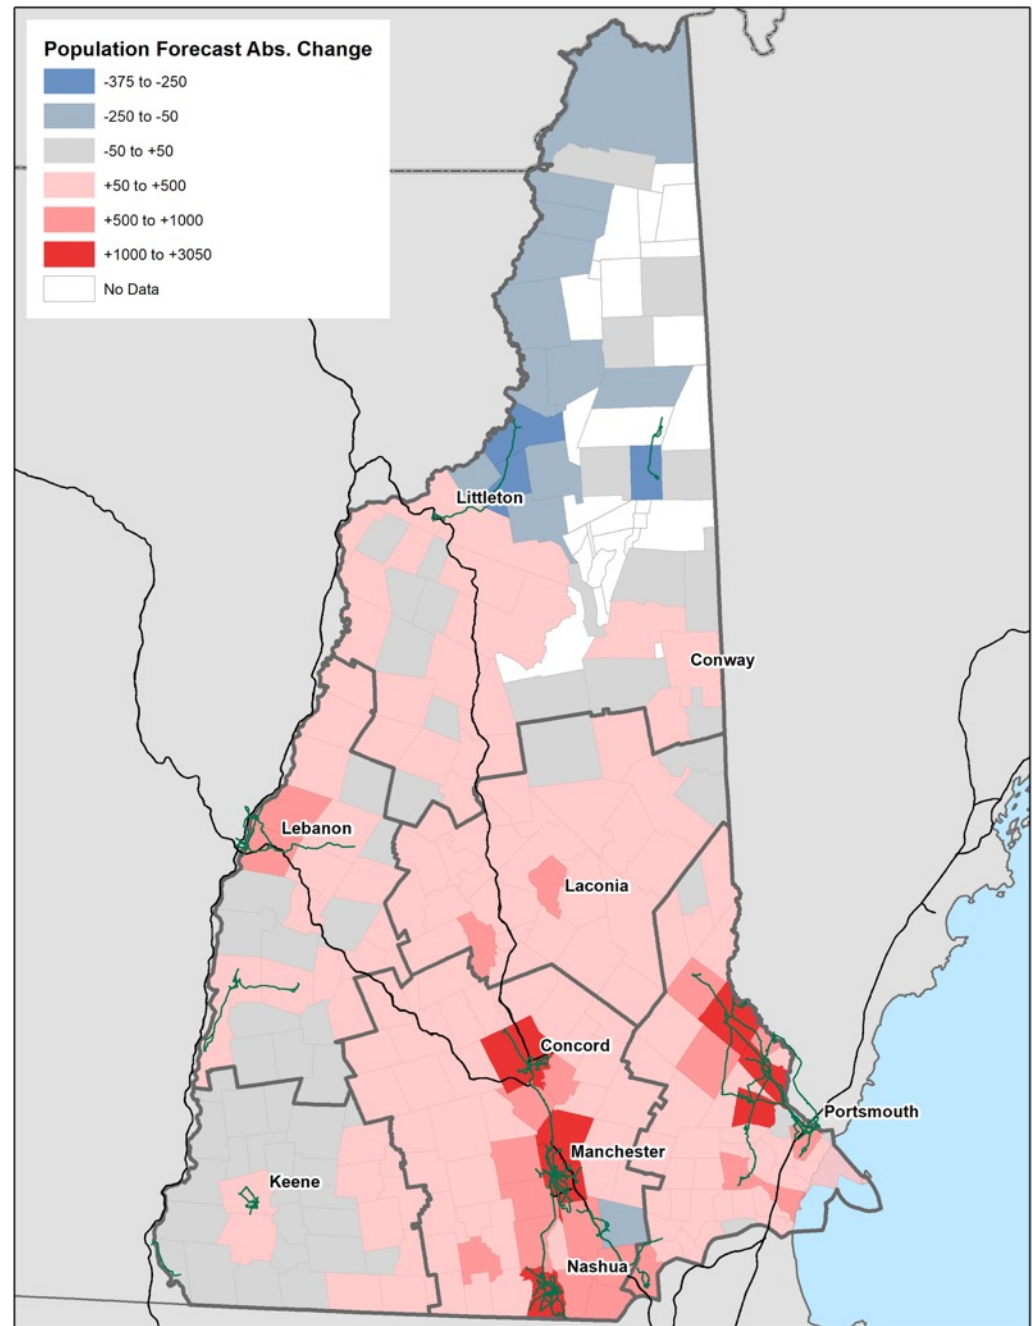 Population Forecast Abs. Change
-375 to -250
-250 to -50
-50 to +50
+50 to +500
+500 to +1000
+1000 to +3050
No Data
Littleton
Conway
Lebanon
Laconia
Concord
Portsmouth
Manchester
Keene
Nashua